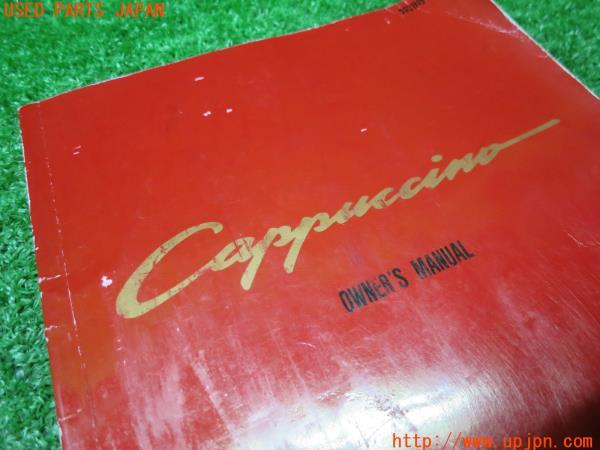 USED PARTS JAPAN
Cappuccino
OWNER'S MANUAL
http://www.upjpn.com/